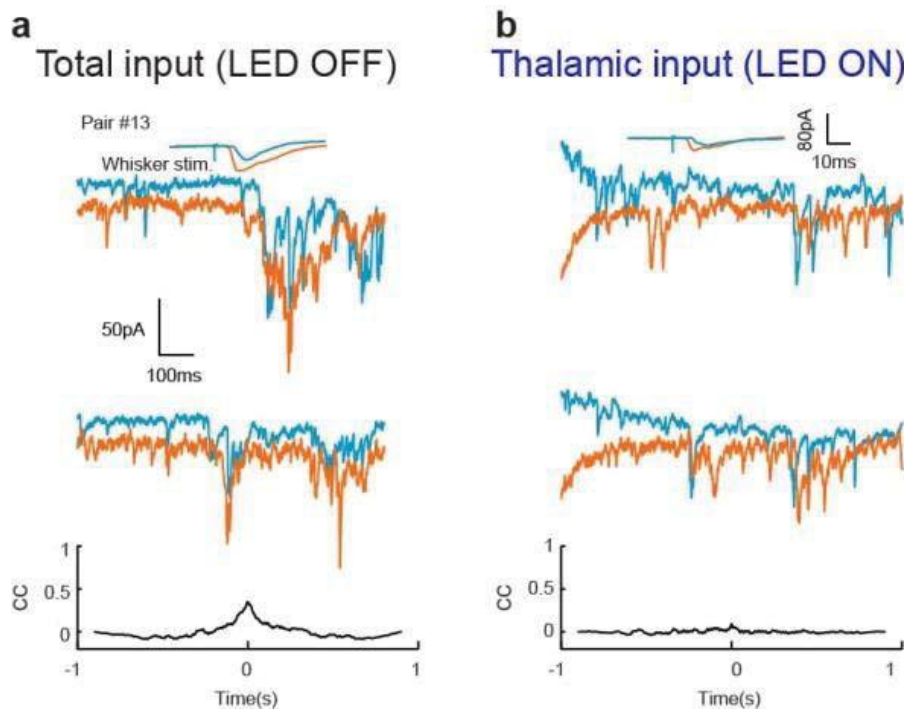 a
Total input (LED OFF)
Pair #13
Whisker stim.
50pA
100ms
1
0.5
0
CC
-1
0
1
Time(s)
b
Thalamic input (LED ON)
80pA
10ms
1
0.5
0
CC
-1
0
1
Time(s)